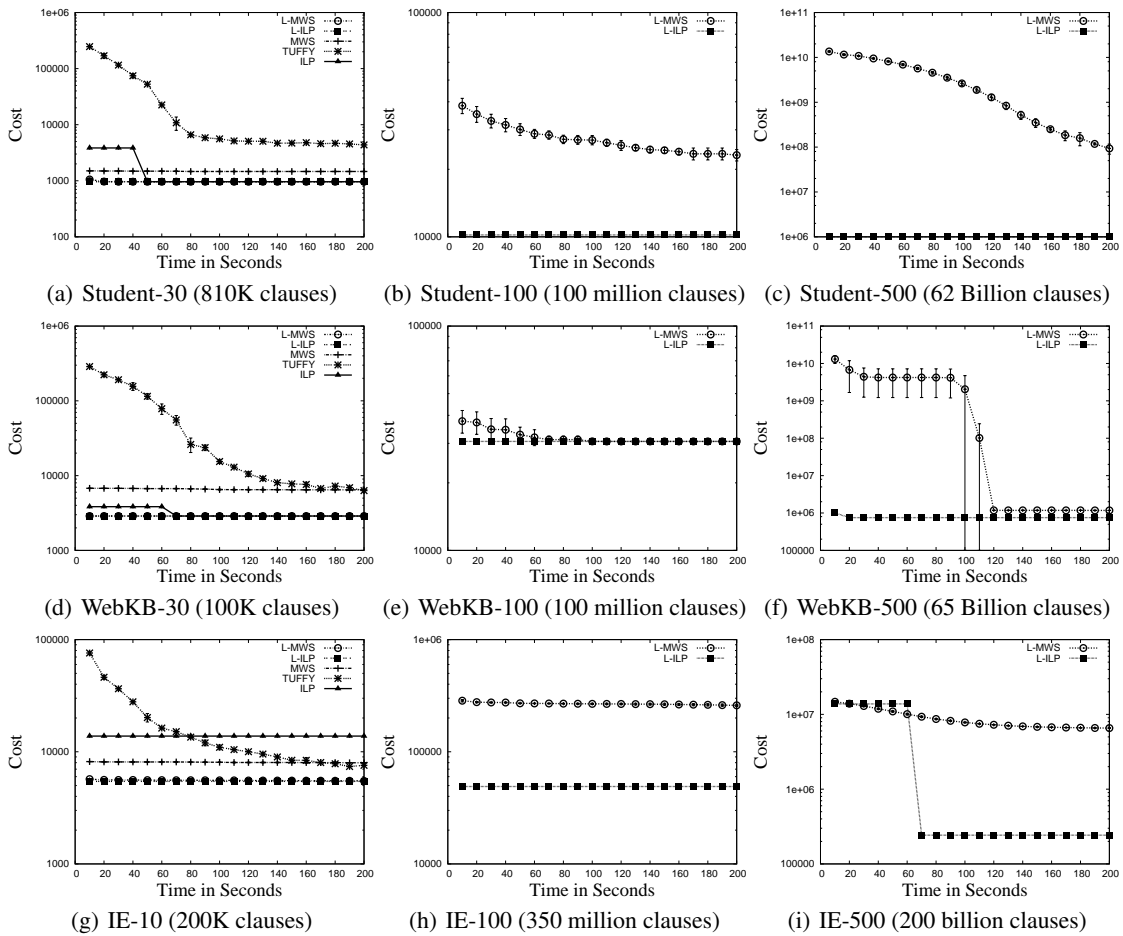 1e+06
100000
10000
1000
100
Cost
L-MWS
L-ILP
MWS
TUFFY
ILP
0 20 40 60 80 100 120 140 160 180 200
Time in Seconds
(a) Student-30 (810K clauses)
100000
10000
Cost
L-MWS
L-ILP
0 20 40 60 80 100 120 140 160 180 200
Time in Seconds
(b) Student-100 (100 million clauses)
1e+11
1e+10
1e+09
1e+08
1e+07
1e+06
Cost
L-MWS
L-ILP
0 20 40 60 80 100 120 140 160 180 200
Time in Seconds
(c) Student-500 (62 Billion clauses)
1e+06
100000
10000
1000
Cost
L-MWS
L-ILP
MWS
TUFFY
ILP
0 20 40 60 80 100 120 140 160 180 200
Time in Seconds
(d) WebKB-30 (100K clauses)
100000
10000
Cost
L-MWS
L-ILP
0 20 40 60 80 100 120 140 160 180 200
Time in Seconds
(e) WebKB-100 (100 million clauses)
1e+11
1e+10
1e+09
1e+08
1e+07
1e+06
100000
Cost
L-MWS
L-ILP
0 20 40 60 80 100 120 140 160 180 200
Time in Seconds
(f) WebKB-500 (65 Billion clauses)
100000
10000
1000
Cost
L-MWS
L-ILP
MWS
TUFFY
ILP
0 20 40 60 80 100 120 140 160 180 200
Time in Seconds
(g) IE-10 (200K clauses)
1e+06
100000
10000
Cost
L-MWS
L-ILP
0 20 40 60 80 100 120 140 160 180 200
Time in Seconds
(h) IE-100 (350 million clauses)
1e+08
1e+07
1e+06
100000
Cost
L-MWS
L-ILP
0 20 40 60 80 100 120 140 160 180 200
Time in Seconds
(i) IE-500 (200 billion clauses)